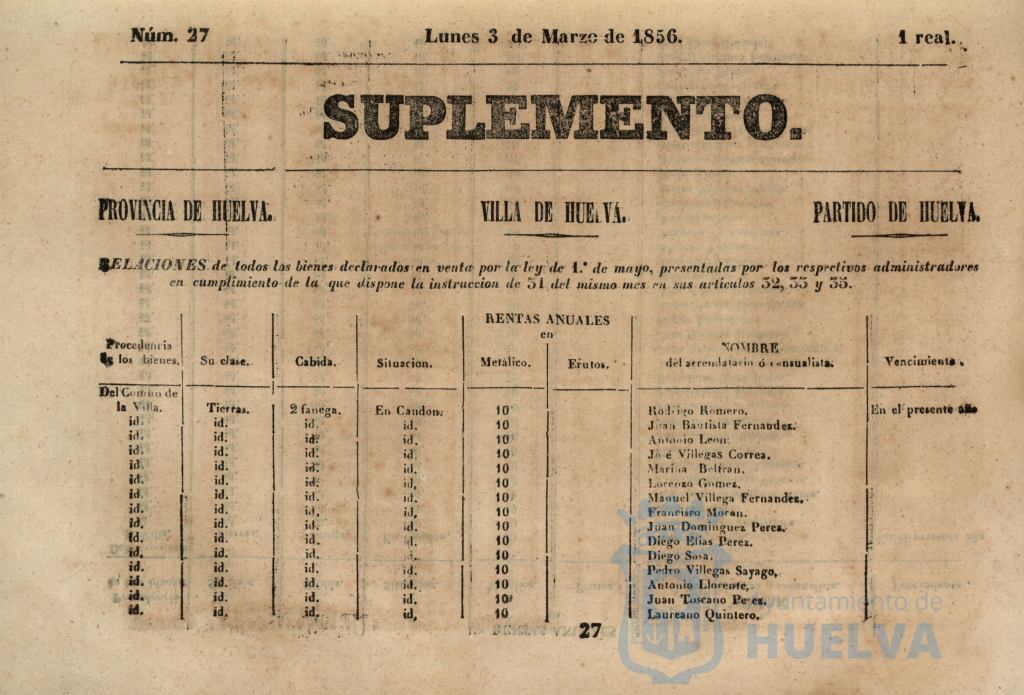 Núm. 27 Lunes 3 de Marzo de 1856. 1 real.
SUPLEMENTO.
PROVINCIA DE HUELVA. VILLA DE HUELVA. PARTIDO DE HUELVA.
RELACIONES de todos los bienes declarados en venta por la ley de 1.º de mayo, presentadas por los respectivos administradores
en cumplimiento de la que dispone la instruccion de 31 del mismo mes en sus articulos 32, 33 y 35.
RENTAS ANUALES
en
Procedencia NOMBRE
los bienes. Su clase. Cabida. Situacion. Metálico. Frutos. del arrendatario ó censualista. Vencimiento.
Del Comun de
la Villa. Tierras. 2 fanega. En Candon. 10 Rodrigo Romero. En el presente año
id. id. id. id. 10 Juan Bautista Fernandez.
id. id. id. id. 10 Antonio Leon.
id. id. id. id. 10 Jo é Villegas Correa.
id. id. id. id. 10 Marina Beltran.
id. id. id. id. 10 Lorenzo Gomez.
id. id. id. id. 10 Manuel Villega Fernandez.
id. id. id. id. 10 Francisco Moron.
id. id. id. id. 10 Juan Dominguez Perez.
id. id. id. id. 10 Diego Elias Perez.
id. id. id. id. 10 Diego Sosa.
id. id. id. id. 10 Pedro Villegas Sayago,
id. id. id. id. 10 Antonio Llorente,
id. id. id. id. 10 Juan Toscano Perez.
id. id. id. id. 10 Laureano Quintero.
27
Ayuntamiento de
HUELVA